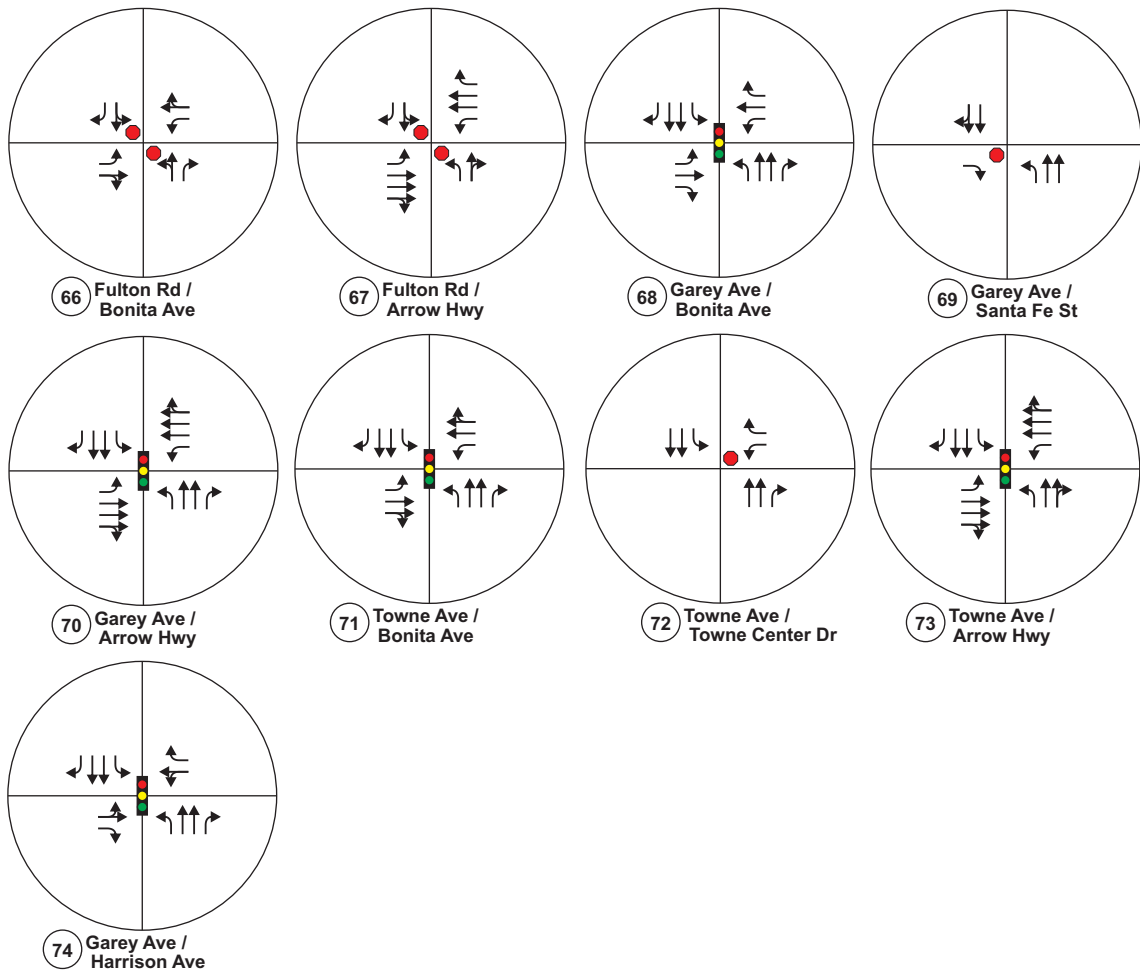 66
Fulton Rd /
Bonita Ave
67
Fulton Rd /
Arrow Hwy
68
Garey Ave /
Bonita Ave
69
Garey Ave /
Santa Fe St
70
Garey Ave /
Arrow Hwy
71
Towne Ave /
Bonita Ave
72
Towne Ave /
Towne Center Dr
73
Towne Ave /
Arrow Hwy
74
Garey Ave /
Harrison Ave